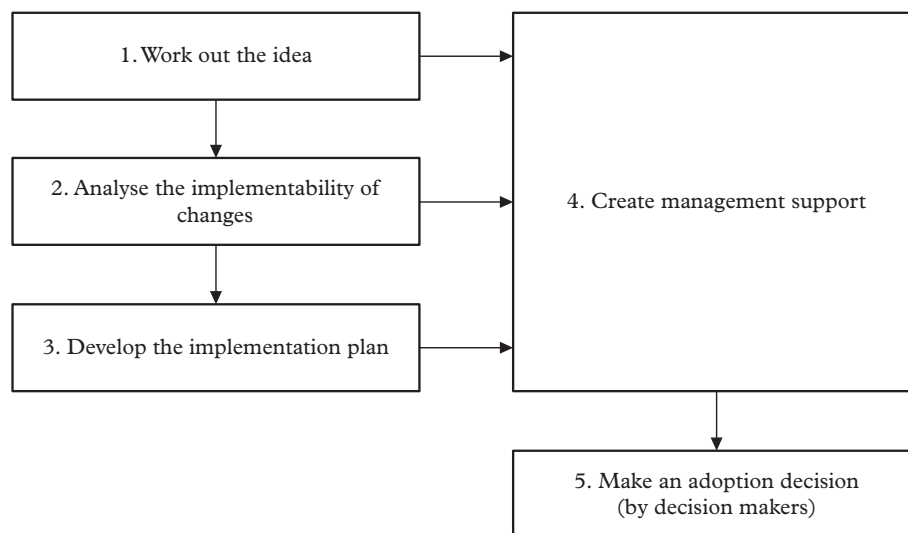 1. Work out the idea
2. Analyse the implementability of
changes
4. Create management support
3. Develop the implementation plan
5. Make an adoption decision
(by decision makers)